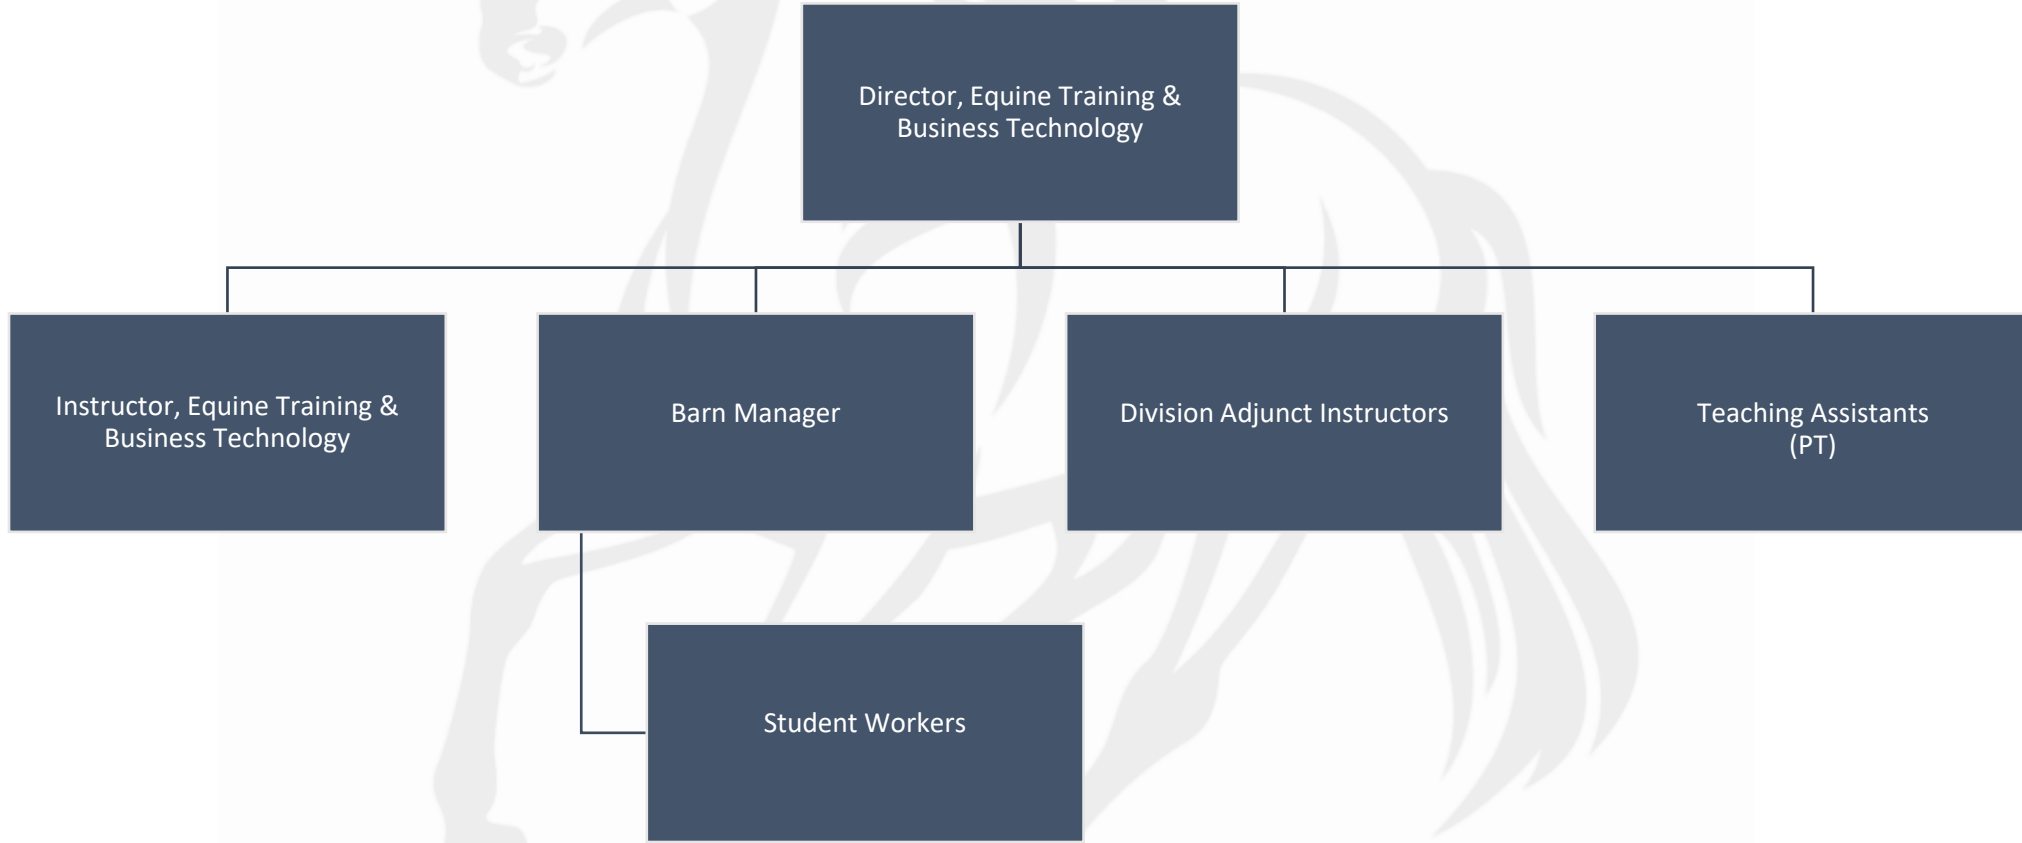 Director, Equine Training &
Business Technology
Instructor, Equine Training &
Business Technology
Barn Manager
Division Adjunct Instructors
Teaching Assistants
(PT)
Student Workers